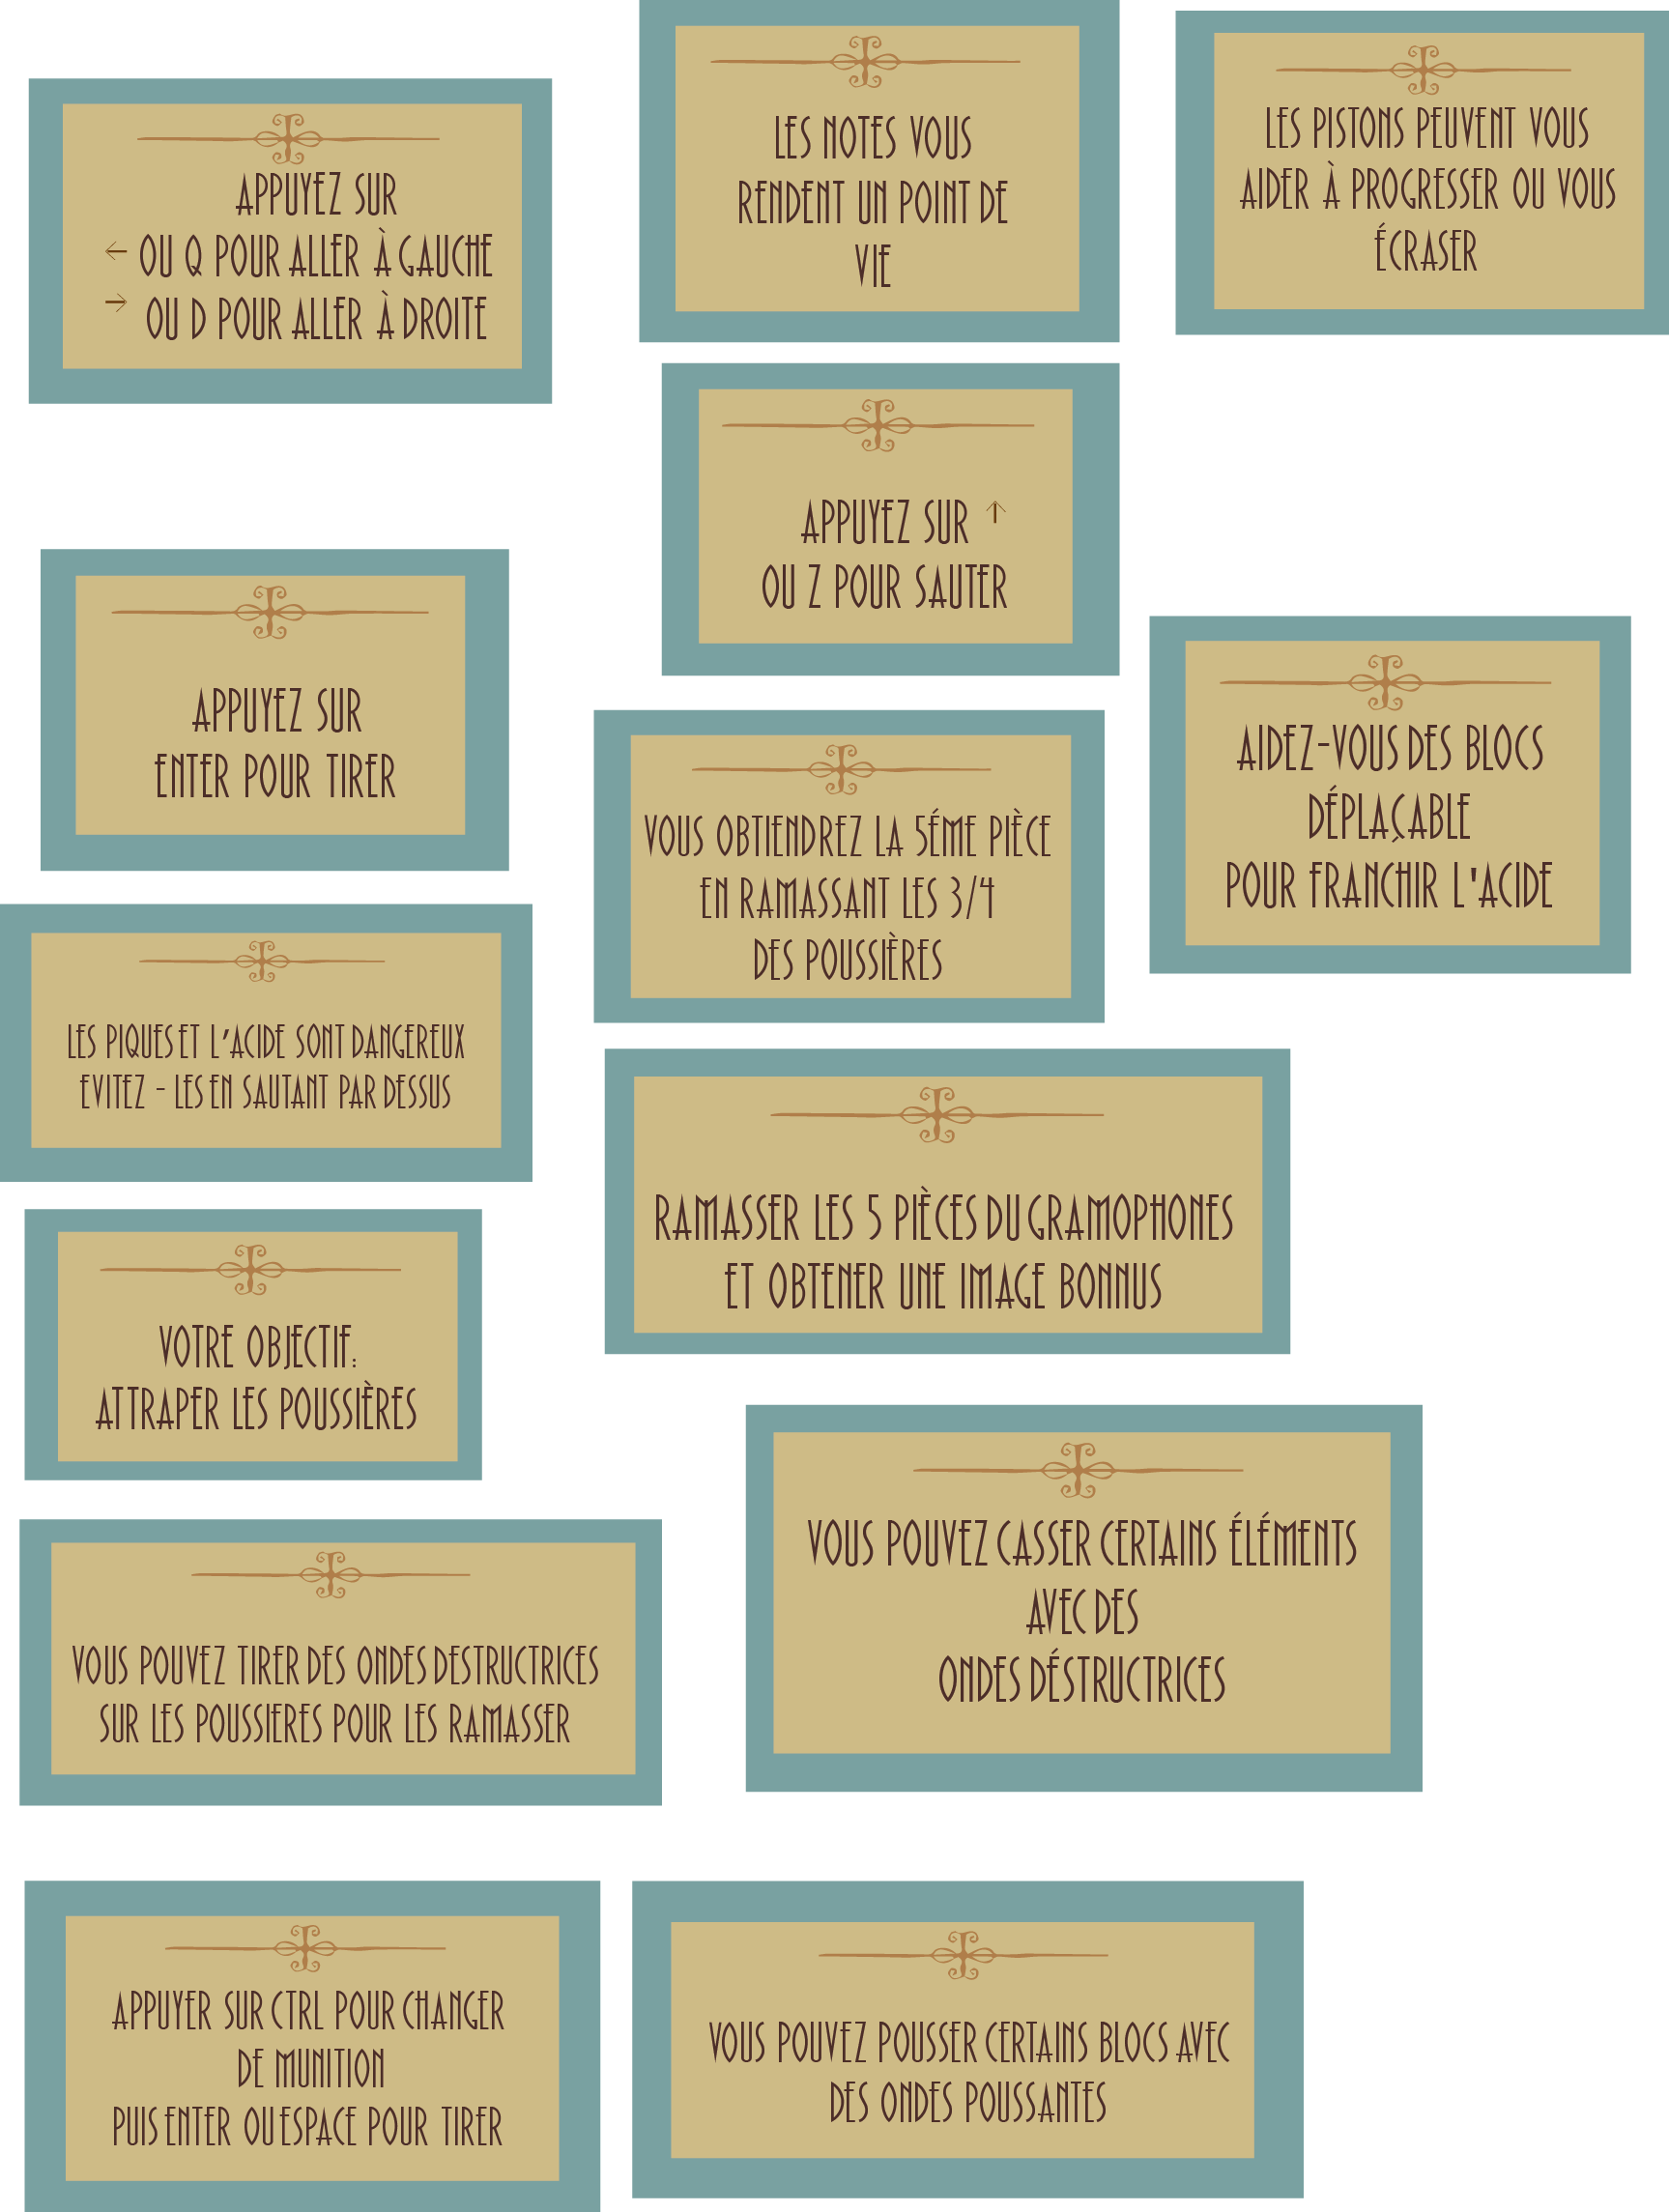 APPUYEZ SUR
← OU Q POUR ALLER À GAUCHE
→ OU D POUR ALLER À DROITE
LES NOTES VOUS
RENDENT UN POINT DE
VIE
LES PISTONS PEUVENT VOUS
AIDER À PROGRESSER OU VOUS
ÉCRASER
APPUYEZ SUR ↑
OU Z POUR SAUTER
APPUYEZ SUR
ENTER POUR TIRER
AIDEZ-VOUS DES BLOCS
DÉPLAÇABLE
POUR FRANCHIR L'ACIDE
VOUS OBTIENDREZ LA 5ÉME PIÈCE
EN RAMASSANT LES 3/4
DES POUSSIÈRES
LES PIQUES ET L'ACIDE SONT DANGEREUX
EVITEZ - LES EN SAUTANT PAR DESSUS
RAMASSER LES 5 PIÈCES DU GRAMOPHONES
ET OBTENER UNE IMAGE BONNUS
VOTRE OBJECTIF:
ATTRAPER LES POUSSIÈRES
VOUS POUVEZ CASSER CERTAINS ÉLÉMENTS
AVEC DES
ONDES DÉSTRUCTRICES
VOUS POUVEZ TIRER DES ONDES DESTRUCTRICES
SUR LES POUSSIERES POUR LES RAMASSER
APPUYER SUR CTRL POUR CHANGER
DE MUNITION
PUIS ENTER OU ESPACE POUR TIRER
VOUS POUVEZ POUSSER CERTAINS BLOCS AVEC
DES ONDES POUSSANTES